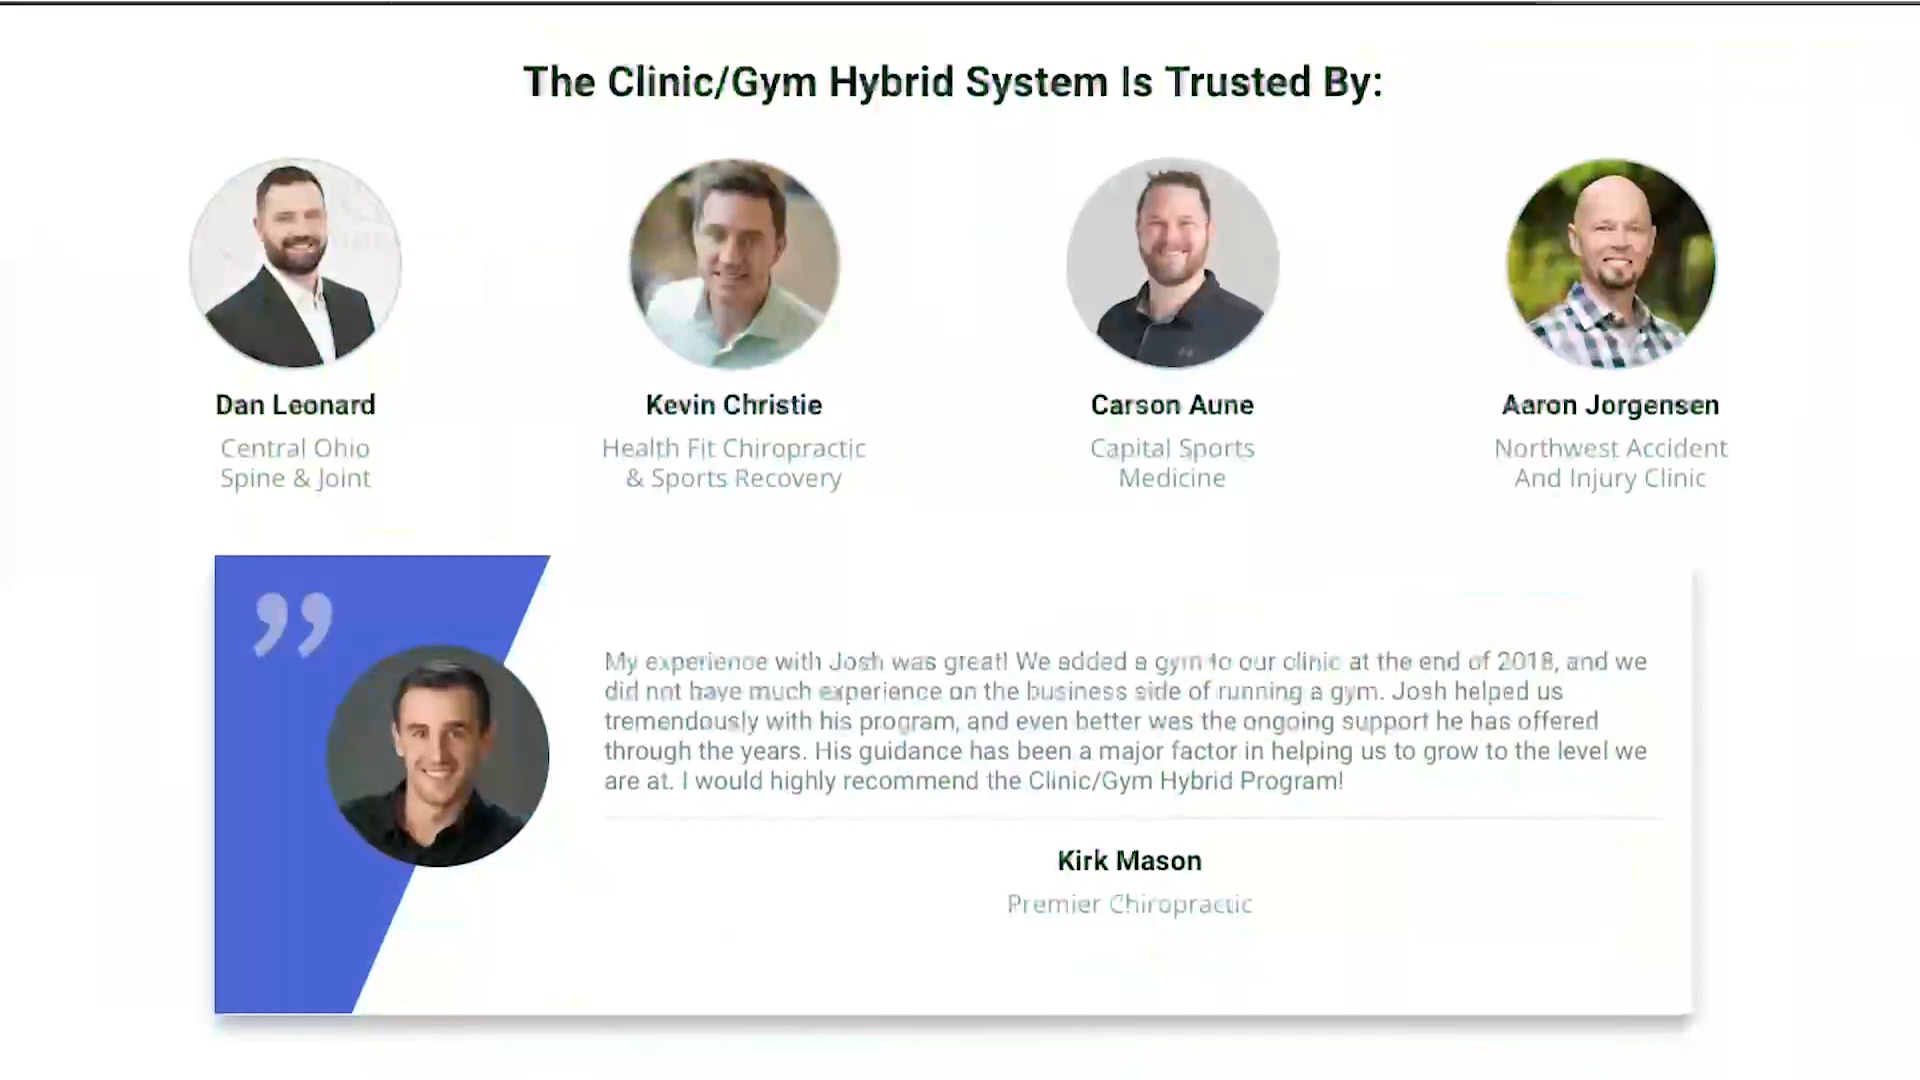 The Clinic/Gym Hybrid System Is Trusted By:
Dan Leonard
Central Ohio
Spine & Joint
Kevin Christie
Health Fit Chiropractic
& Sports Recovery
Carson Aune
Capital Sports
Medicine
Aaron Jorgensen
Northwest Accident
And Injury Clinic
”
My experience with Josh was great! We added a gym to our clinic at the end of 2018, and we
did not have much experience on the business side of running a gym. Josh helped us
tremendously with his program, and even better was the ongoing support he has offered
through the years. His guidance has been a major factor in helping us to grow to the level we
are at. I would highly recommend the Clinic/Gym Hybrid Program!
Kirk Mason
Premier Chiropractic